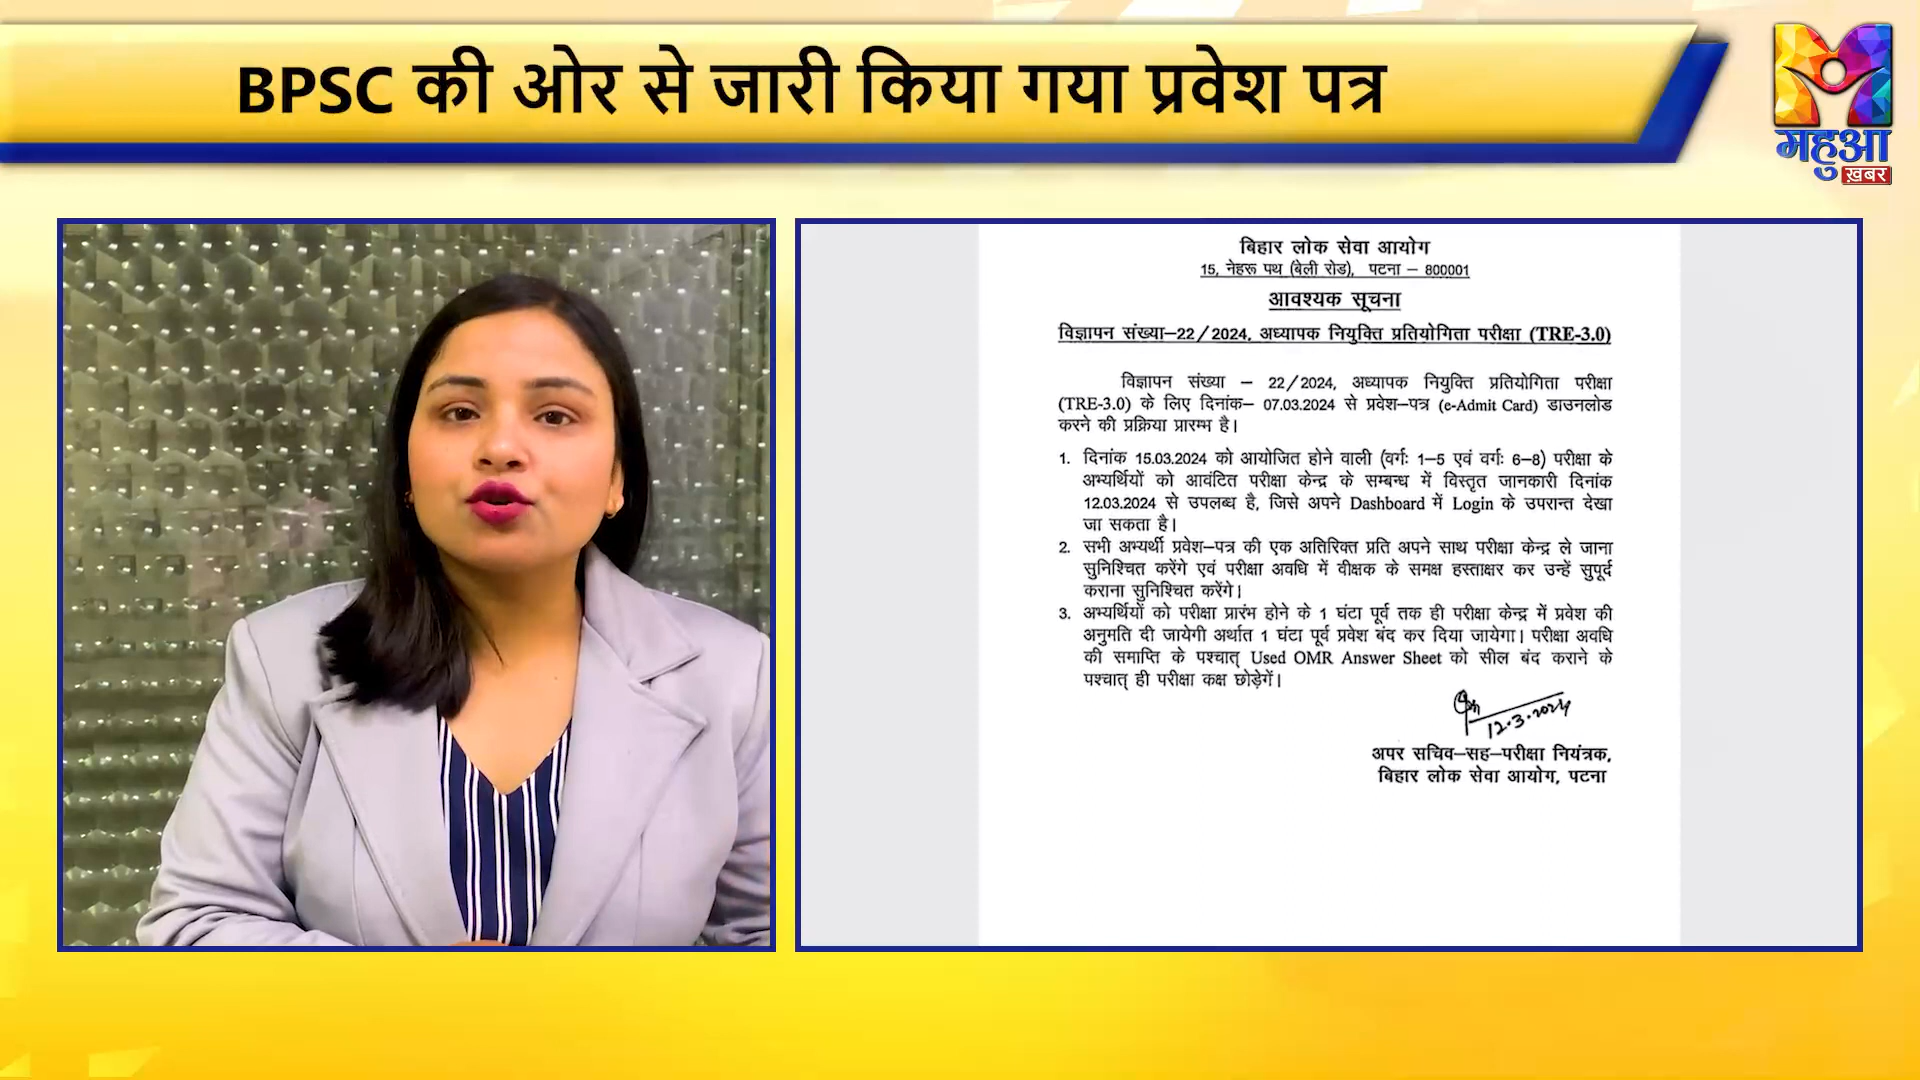 BPSC की ओर से जारी किया गया प्रवेश पत्र
महुआ
ख़बर
बिहार लोक सेवा आयोग
15, नेहरू पथ (बेली रोड), पटना – 800001
आवश्यक सूचना
विज्ञापन संख्या–22/2024, अध्यापक नियुक्ति प्रतियोगिता परीक्षा (TRE-3.0)
विज्ञापन संख्या – 22/2024, अध्यापक नियुक्ति प्रतियोगिता परीक्षा
(TRE-3.0) के लिए दिनांक– 07.03.2024 से प्रवेश–पत्र (e-Admit Card) डाउनलोड
करने की प्रक्रिया प्रारम्भ है।
1. दिनांक 15.03.2024 को आयोजित होने वाली (वर्गः 1–5 एवं वर्गः 6–8) परीक्षा के
अभ्यर्थियों को आवंटित परीक्षा केन्द्र के सम्बन्ध में विस्तृत जानकारी दिनांक
12.03.2024 से उपलब्ध है, जिसे अपने Dashboard में Login के उपरान्त देखा
जा सकता है।
2. सभी अभ्यर्थी प्रवेश–पत्र की एक अतिरिक्त प्रति अपने साथ परीक्षा केन्द्र ले जाना
सुनिश्चित करेंगे एवं परीक्षा अवधि में वीक्षक के समक्ष हस्ताक्षर कर उन्हें सुपूर्द
कराना सुनिश्चित करेंगे।
3. अभ्यर्थियों को परीक्षा प्रारंभ होने के 1 घंटा पूर्व तक ही परीक्षा केन्द्र में प्रवेश की
अनुमति दी जायेगी अर्थात 1 घंटा पूर्व प्रवेश बंद कर दिया जायेगा। परीक्षा अवधि
की समाप्ति के पश्चात् Used OMR Answer Sheet को सील बंद कराने के
पश्चात् ही परीक्षा कक्ष छोड़ेगें।
12.3.2024
अपर सचिव–सह–परीक्षा नियंत्रक,
बिहार लोक सेवा आयोग, पटना